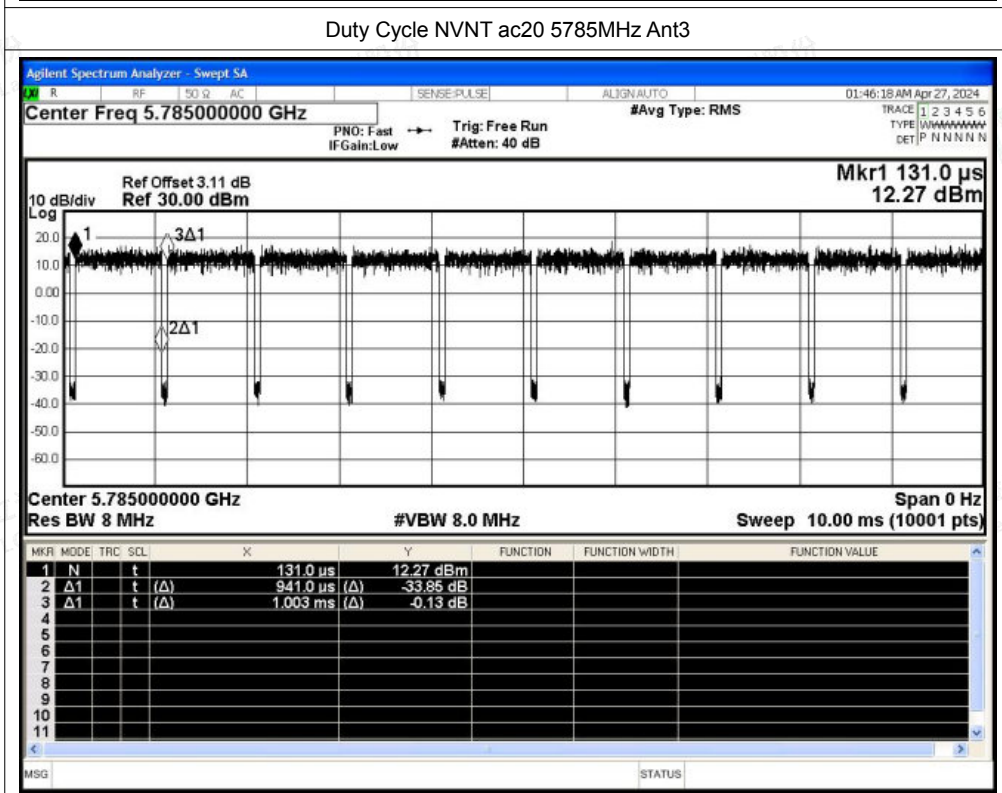 Duty Cycle NVNT ac20 5785MHz Ant3
Agilent Spectrum Analyzer - Swept SA
R RF 50 Ω AC SENSE:PULSE ALIGN AUTO 01:46:18 AM Apr 27, 2024
Center Freq 5.785000000 GHz #Avg Type: RMS TRACE 1 2 3 4 5 6
PNO: Fast Trig: Free Run TYPE WWWWWWW
IFGain:Low #Atten: 40 dB DET P N N N N N
Mkr1 131.0 μs
Ref Offset 3.11 dB
10 dB/div Ref 30.00 dBm 12.27 dBm
Log
20.0 1 3Δ1
10.0
0.00
-10.0
2Δ1
-20.0
-30.0
-40.0
-50.0
-60.0
Center 5.785000000 GHz Span 0 Hz
Res BW 8 MHz #VBW 8.0 MHz Sweep 10.00 ms (10001 pts)
MKR MODE TRC SCL X Y FUNCTION FUNCTION WIDTH FUNCTION VALUE
1 N t 131.0 μs 12.27 dBm
2 Δ1 t (Δ) 941.0 μs (Δ) -33.85 dB
3 Δ1 t (Δ) 1.003 ms (Δ) -0.13 dB
4
5
6
7
8
9
10
11
MSG STATUS